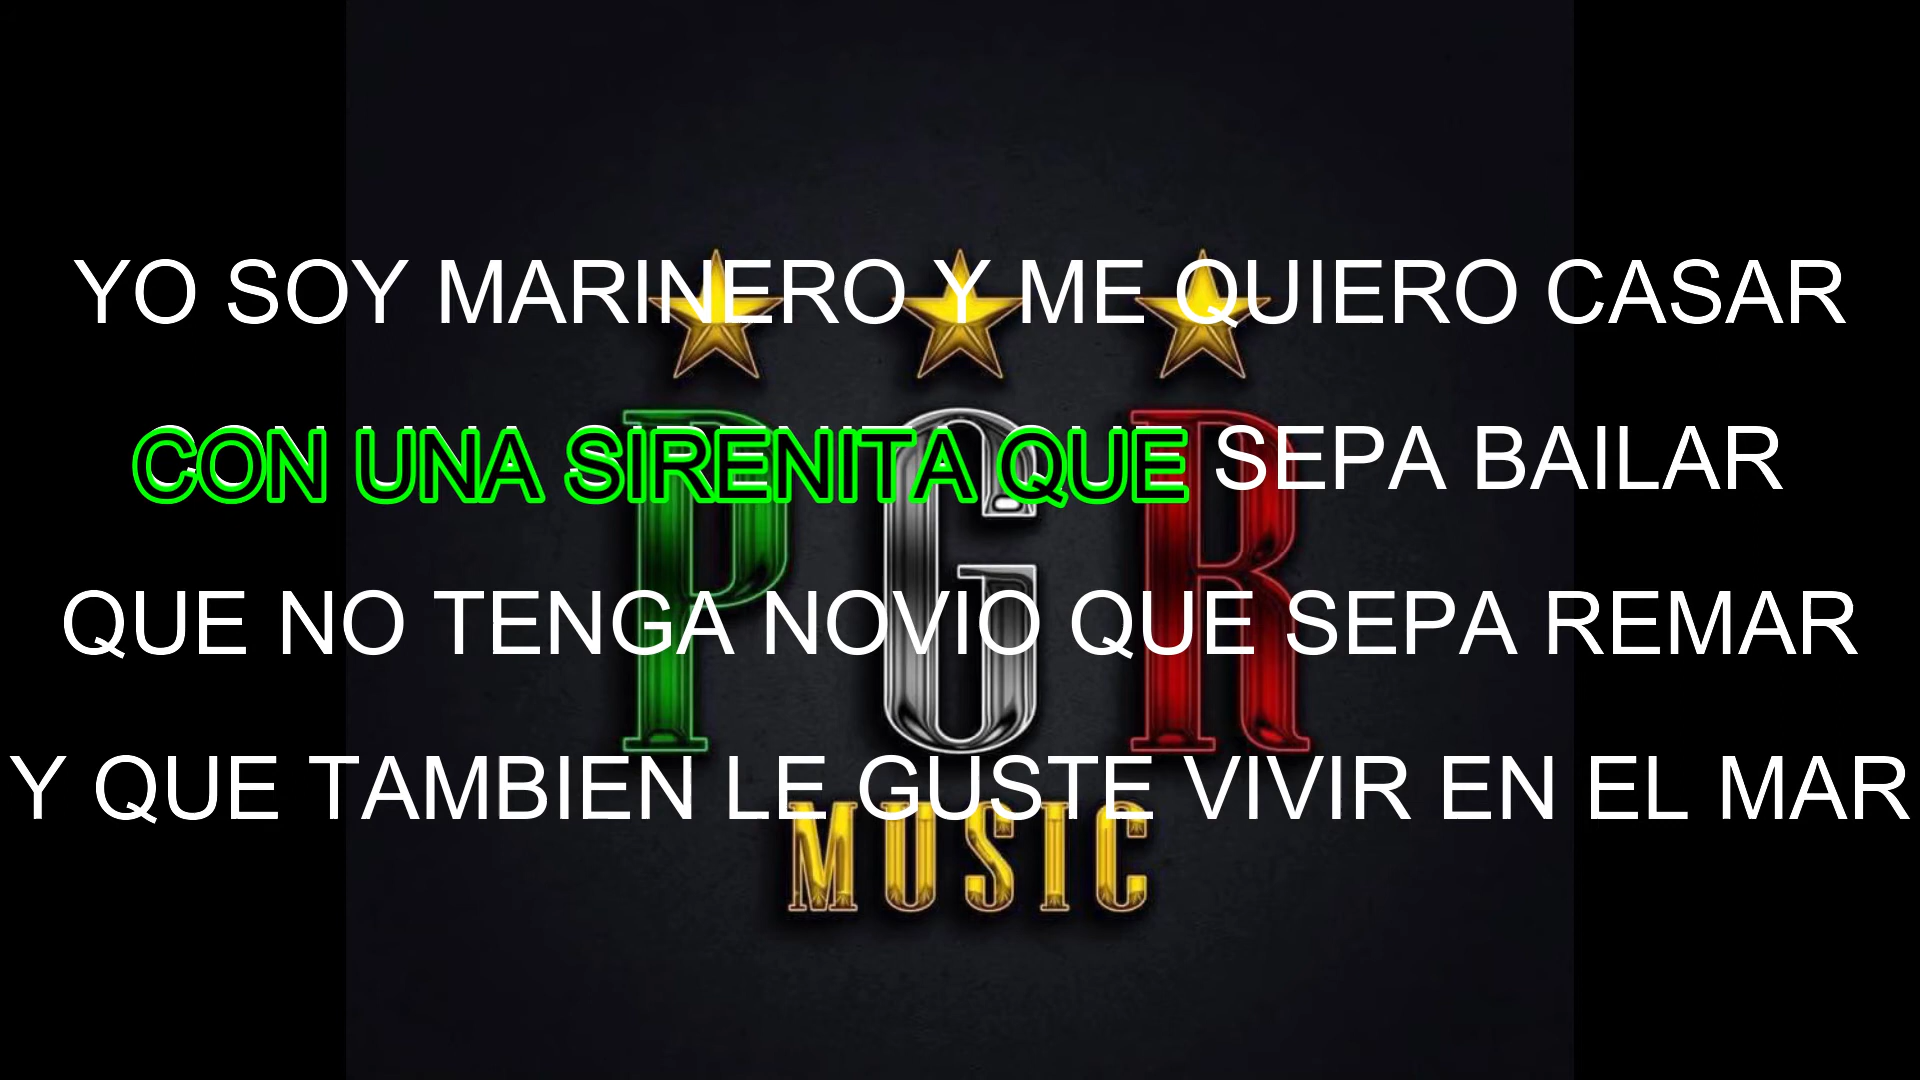 YO SOY MARINERO Y ME QUIERO CASAR
CON UNA SIRENITA QUE SEPA BAILAR
PGR
QUE NO TENGA NOVIO QUE SEPA REMAR
Y QUE TAMBIEN LE GUSTE VIVIR EN EL MAR
MUSIC